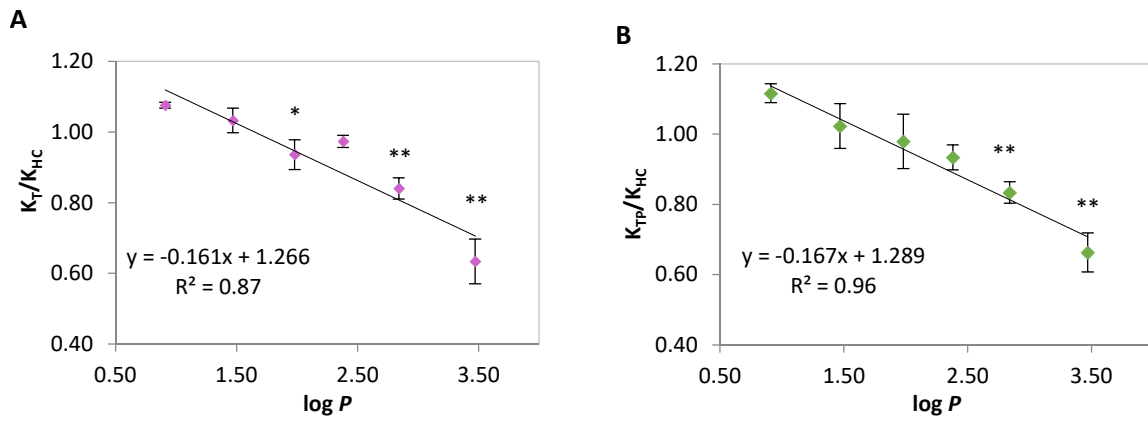 A
1.20
1.00
0.80
0.60
0.40
K_T/K_HC
*
**
**
y = -0.161x + 1.266
R² = 0.87
0.50 1.50 2.50 3.50
log P
B
1.20
1.00
0.80
0.60
0.40
K_TP/K_HC
**
**
y = -0.167x + 1.289
R² = 0.96
0.50 1.50 2.50 3.50
log P